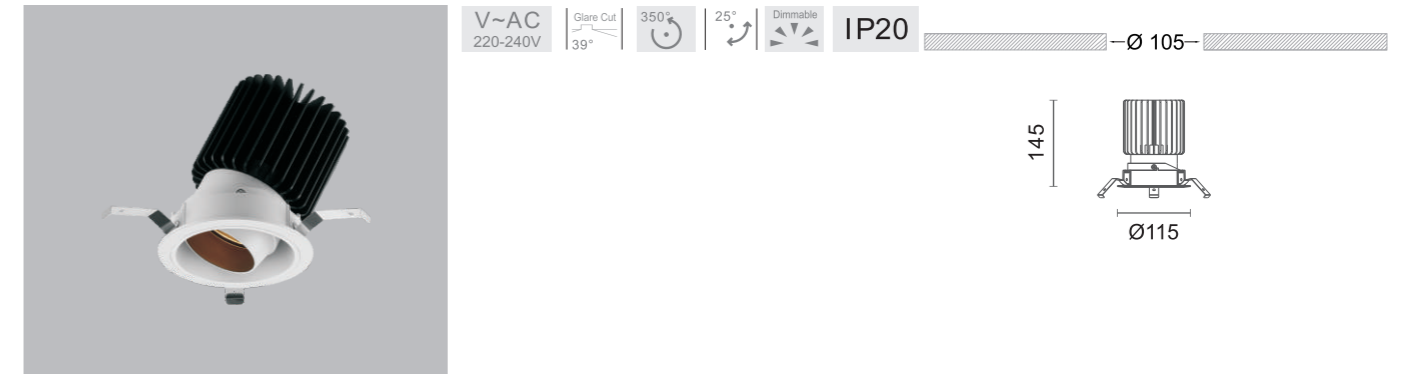 V~AC
220-240V
Glare Cut
39°
350°
25°
Dimmable
IP20
Ø 105
145
Ø115